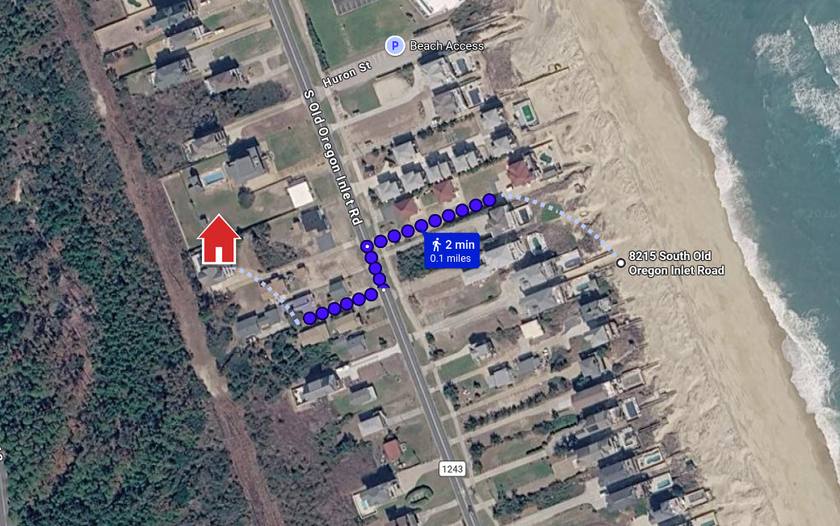 P Beach Access
Huron St
S Old Oregon Inlet Rd
2 min
0.1 miles
8215 South Old
Oregon Inlet Road
1243